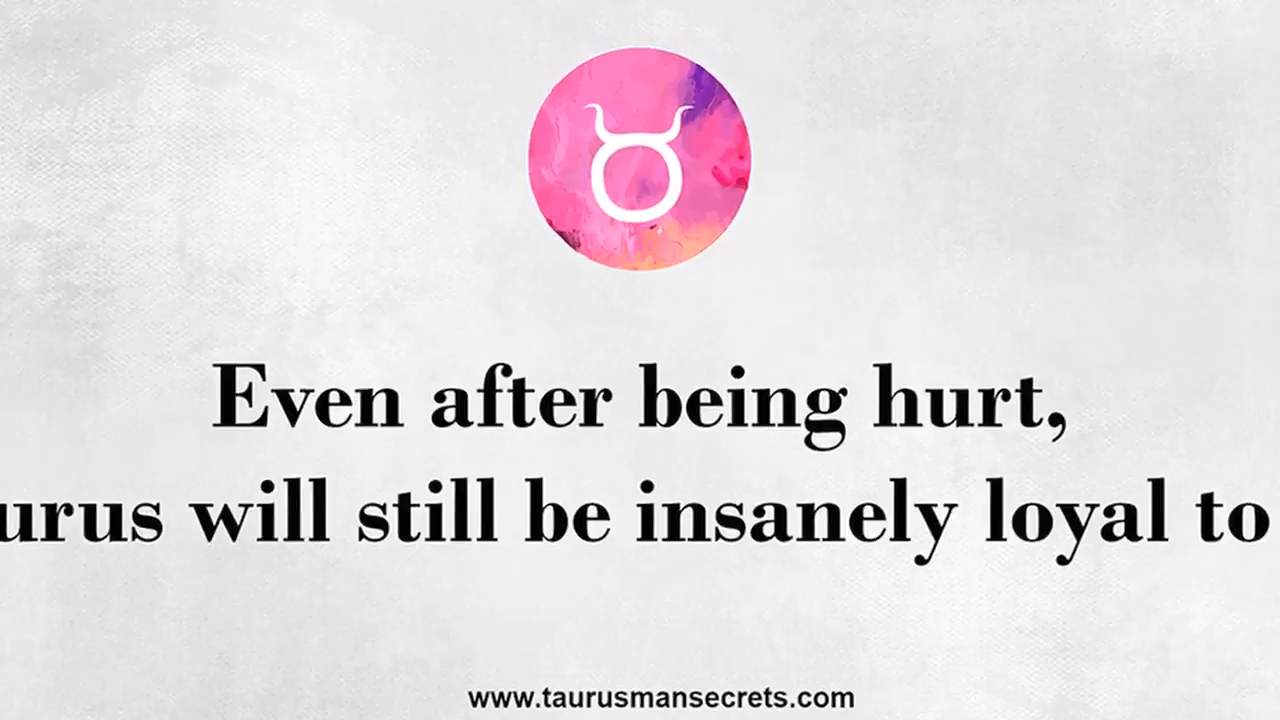 Even after being hurt,
urus will still be insanely loyal to
www.taurusmansecrets.com